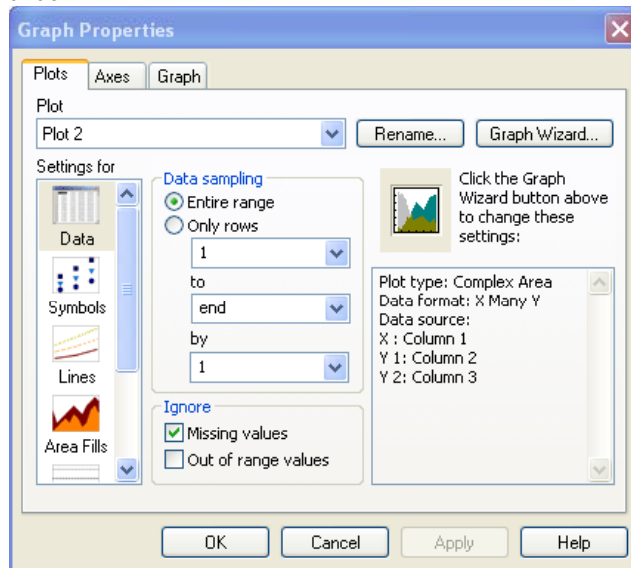 Graph Properties
Plots
Axes
Graph
Plot
Plot 2
Rename...
Graph Wizard...
Settings for
Data
Symbols
Lines
Area Fills
Data sampling
Entire range
Only rows
1
to
end
by
1
Ignore
Missing values
Out of range values
Click the Graph
Wizard button above
to change these
settings:
Plot type: Complex Area
Data format: X Many Y
Data source:
X : Column 1
Y 1: Column 2
Y 2: Column 3
OK
Cancel
Apply
Help